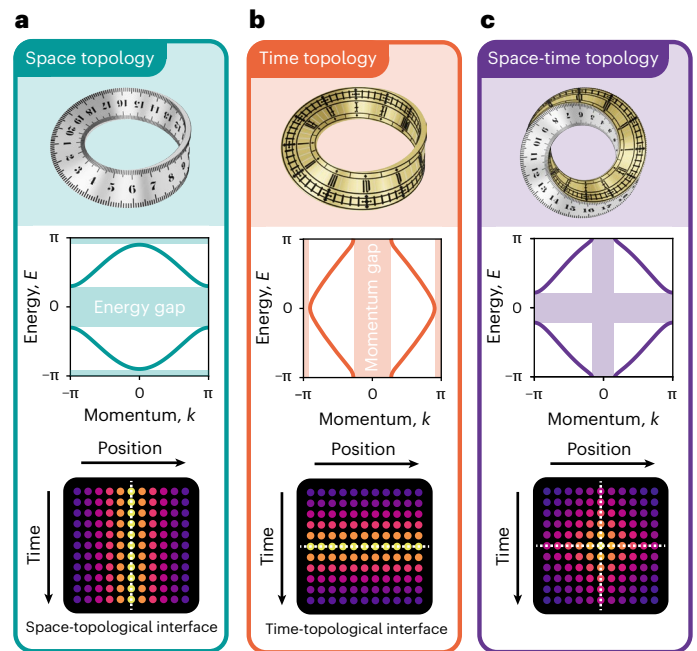 a
Space topology
π
Energy gap
0
−π
Energy, E
−π
0
π
Momentum, k
Position
Time
Space-topological interface
b
Time topology
π
Momentum gap
0
−π
Energy, E
−π
0
π
Momentum, k
Position
Time
Time-topological interface
c
Space-time topology
π
0
−π
Energy, E
−π
0
π
Momentum, k
Position
Time